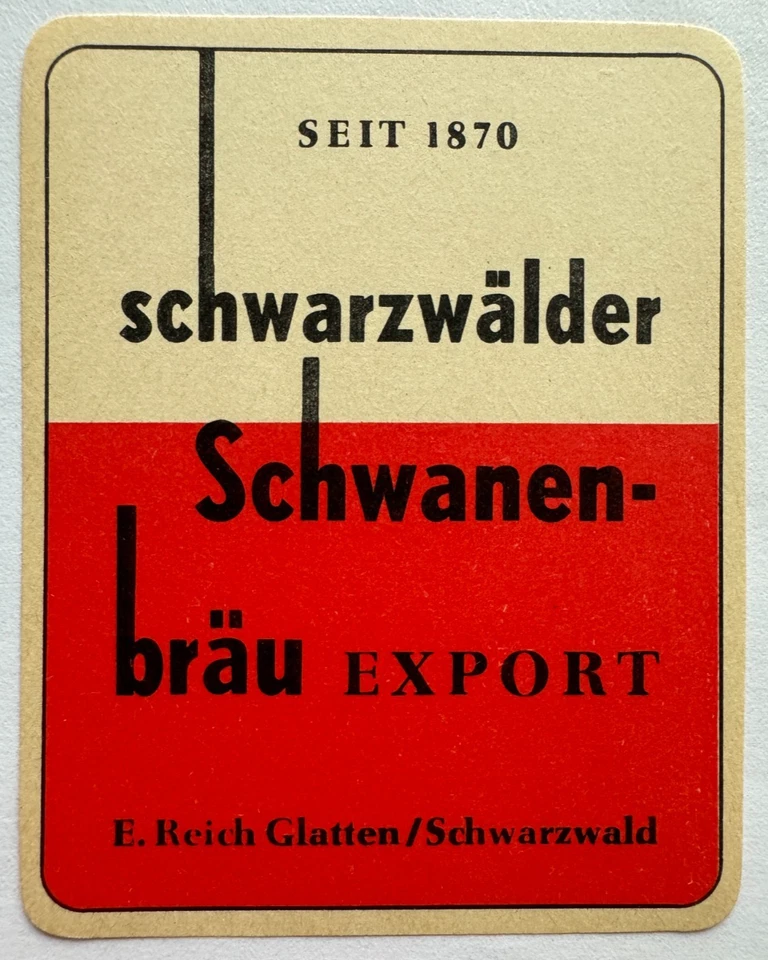 SEIT 1870
schwarzwälder
Schwanen-
bräu EXPORT
E. Reich Glatten/Schwarzwald